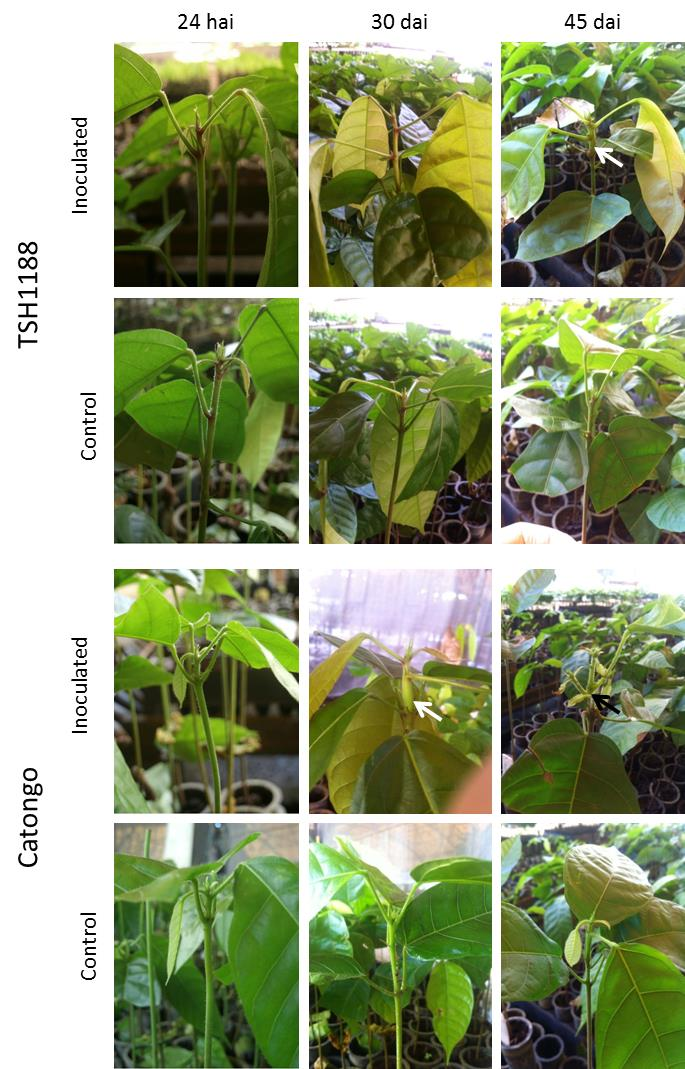 24 hai 30 dai 45 dai
TSH1188
Inoculated
Control
Catongo
Inoculated
Control